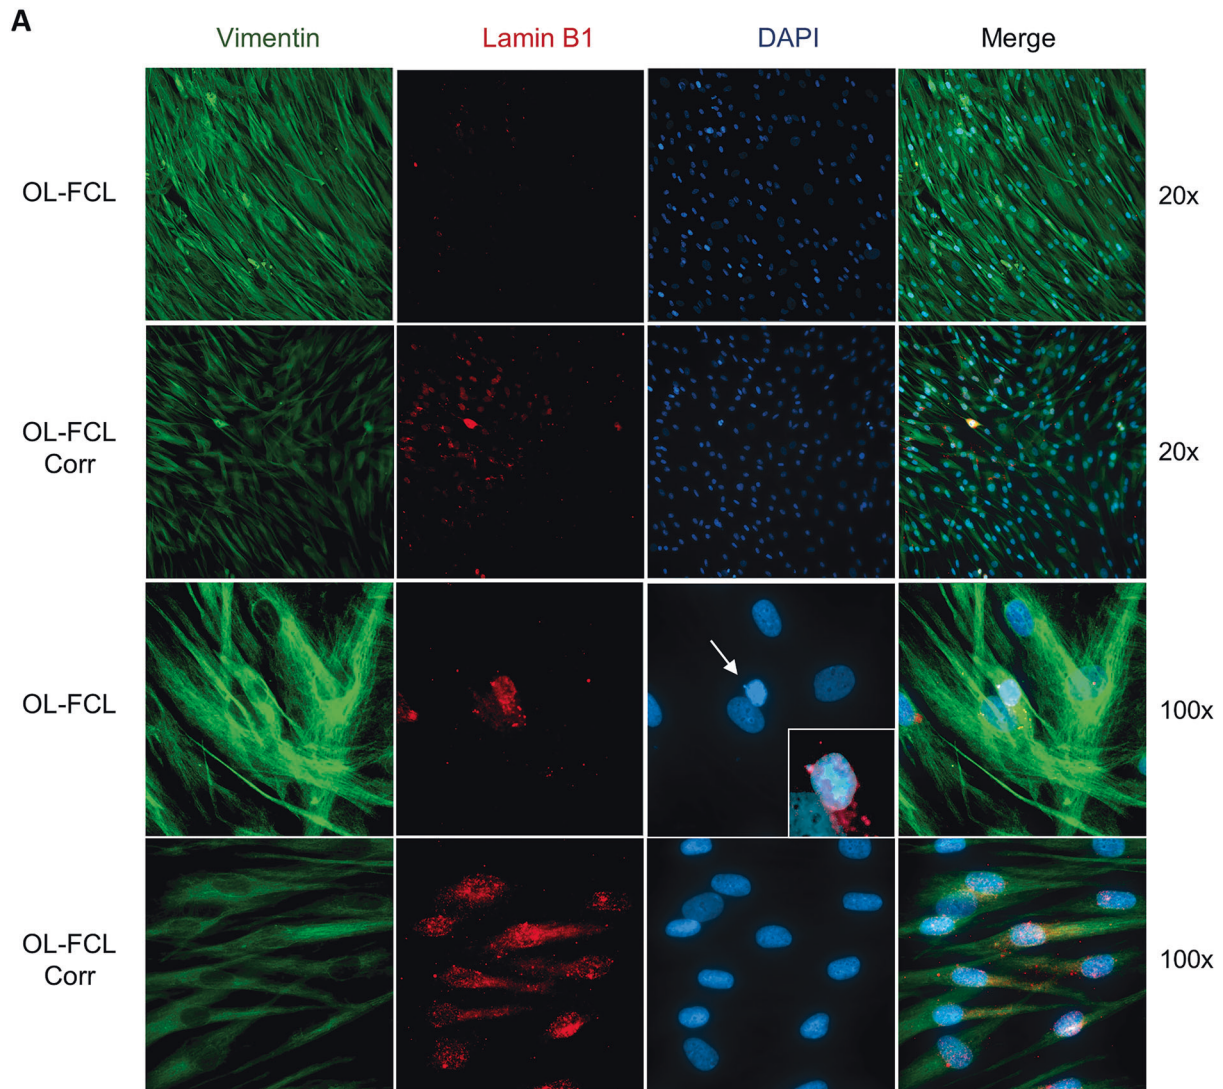 A
Vimentin Lamin B1 DAPI Merge
OL-FCL 20x
OL-FCL
Corr 20x
OL-FCL 100x
OL-FCL
Corr 100x